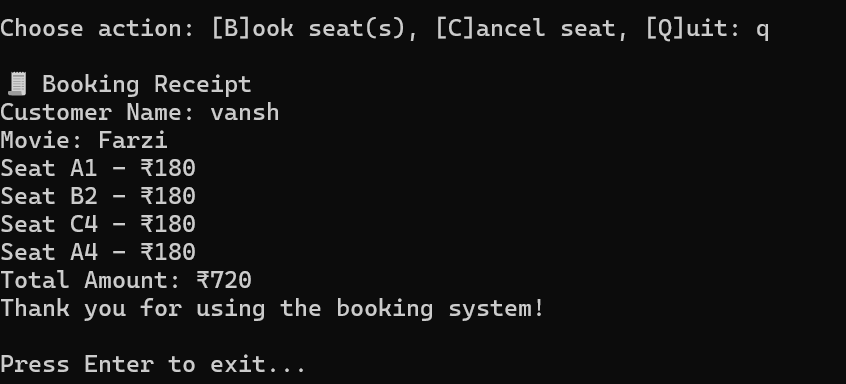 Choose action: [B]ook seat(s), [C]ancel seat, [Q]uit: q
🧾 Booking Receipt
Customer Name: vansh
Movie: Farzi
Seat A1 - ₹180
Seat B2 - ₹180
Seat C4 - ₹180
Seat A4 - ₹180
Total Amount: ₹720
Thank you for using the booking system!
Press Enter to exit...